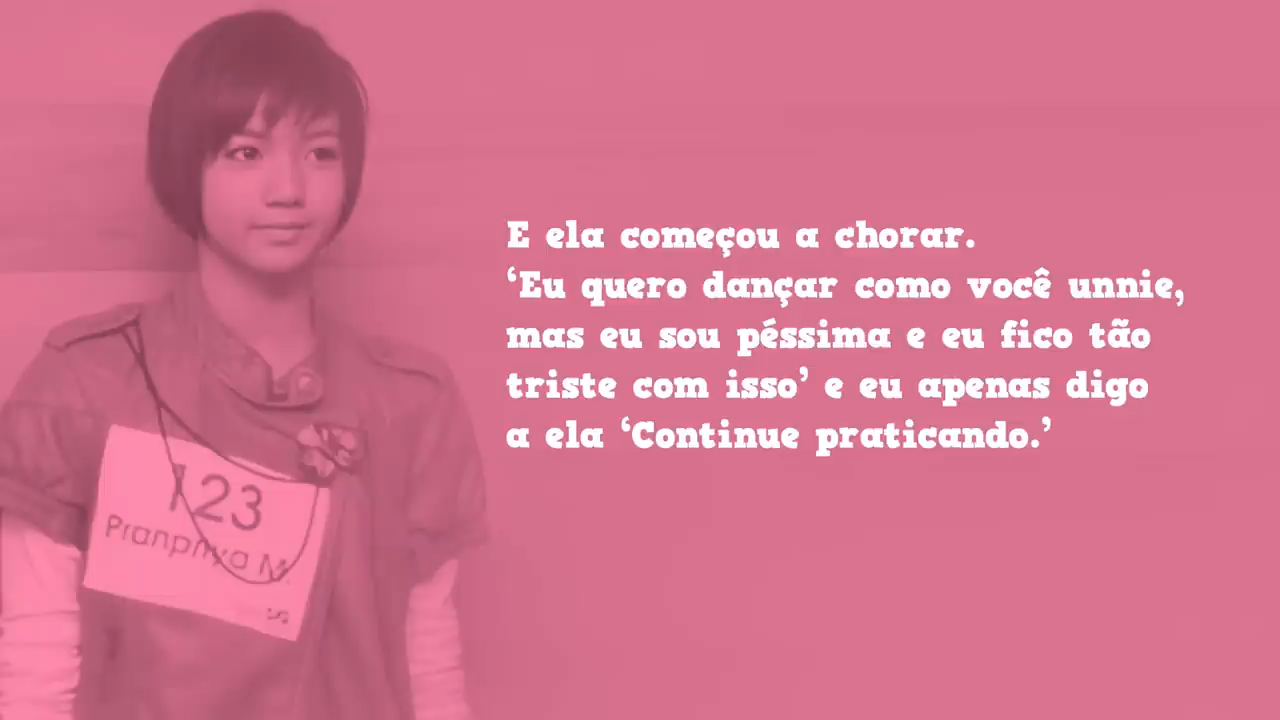 E ela começou a chorar.
‘Eu quero dançar como você unnie,
mas eu sou péssima e eu fico tão
triste com isso’ e eu apenas digo
a ela ‘Continue praticando.’
123
Pranpriya M.